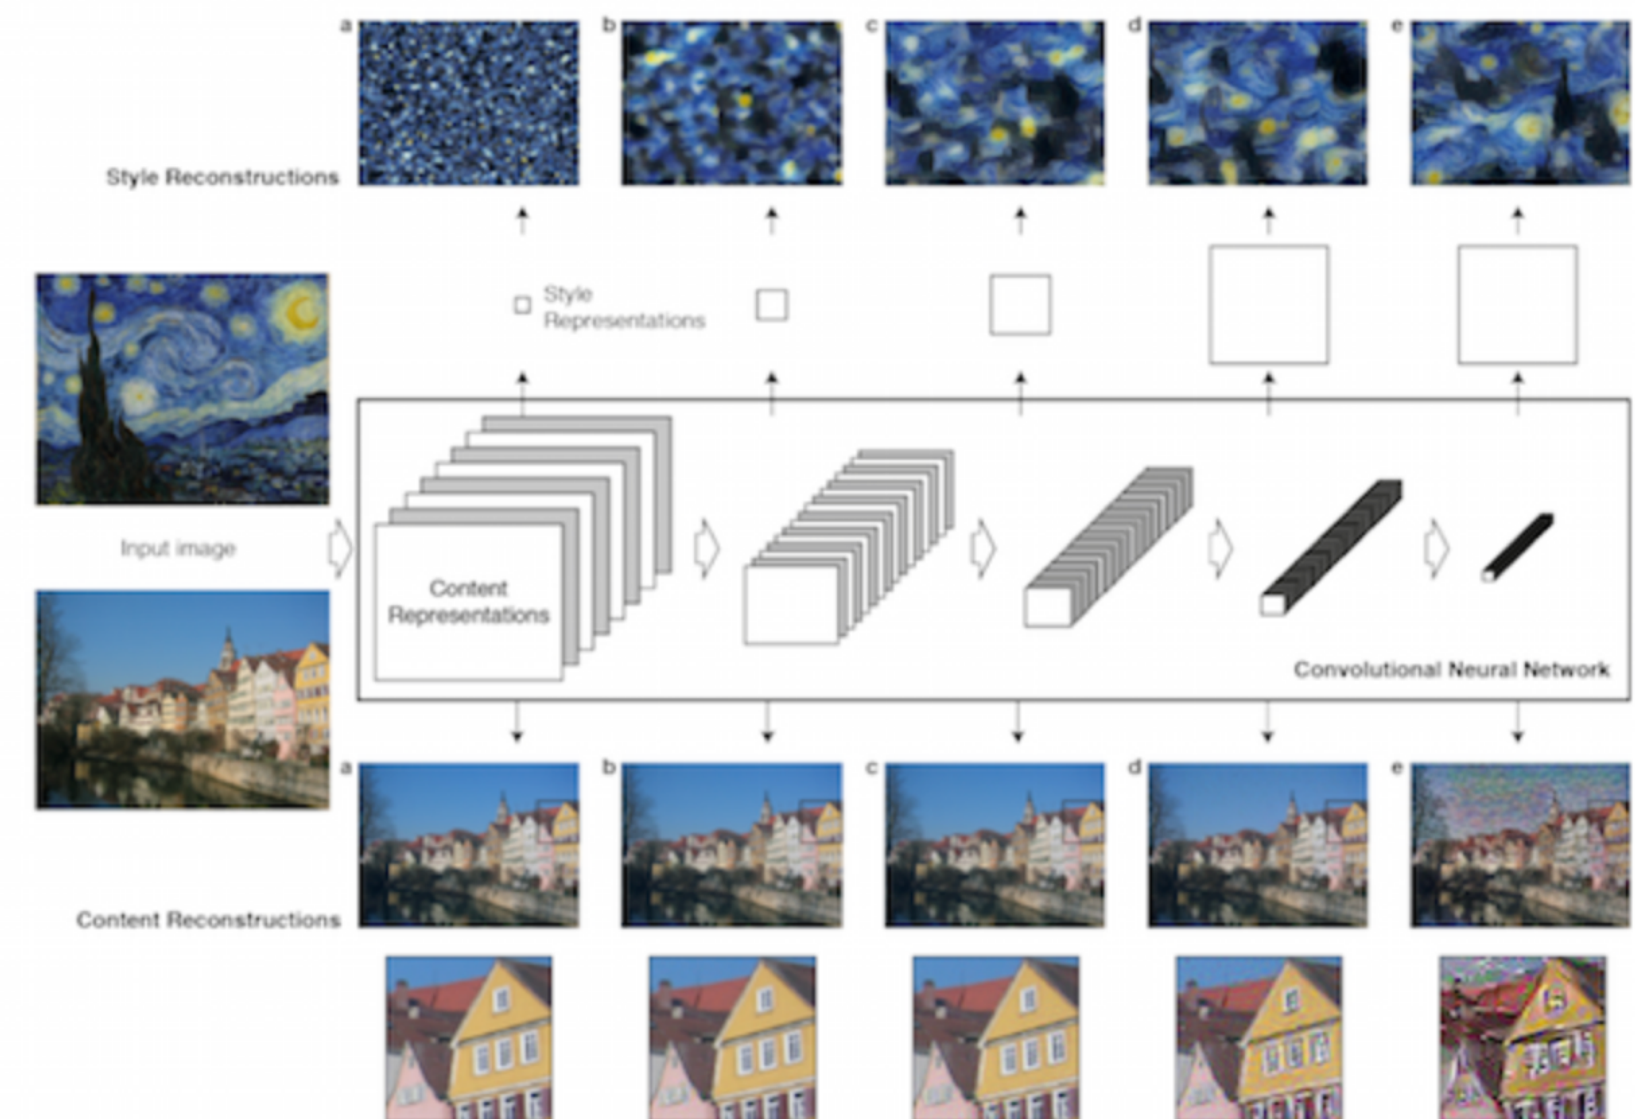 a b c d e
Style Reconstructions
Style
Representations
Input image
Content
Representations
Convolutional Neural Network
a b c d e
Content Reconstructions